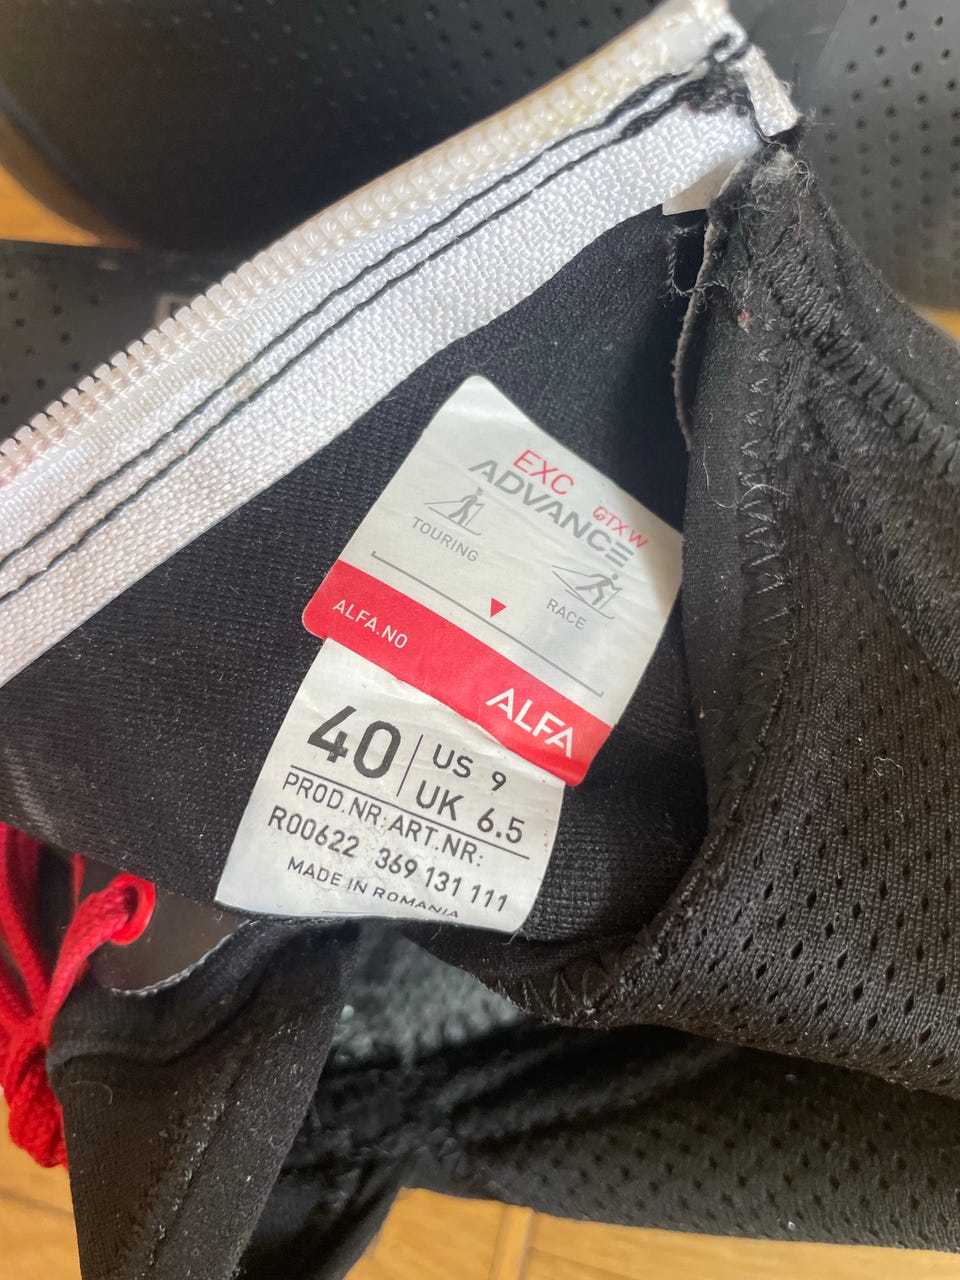 EXC
ADVANCE
GTX W
TOURING
RACE
ALFA.NO
ALFA
40
US 9
UK 6.5
PROD.NR: ART.NR:
R00622 369 131 111
MADE IN ROMANIA